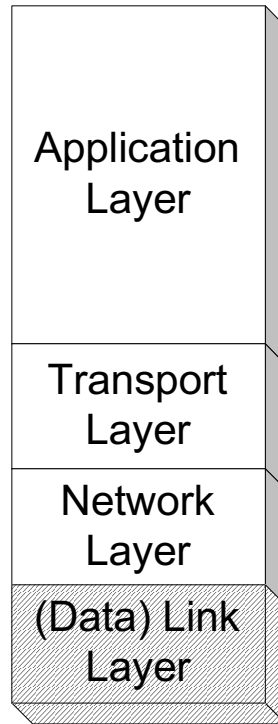 Application
Layer
Transport
Layer
Network
Layer
(Data) Link
Layer